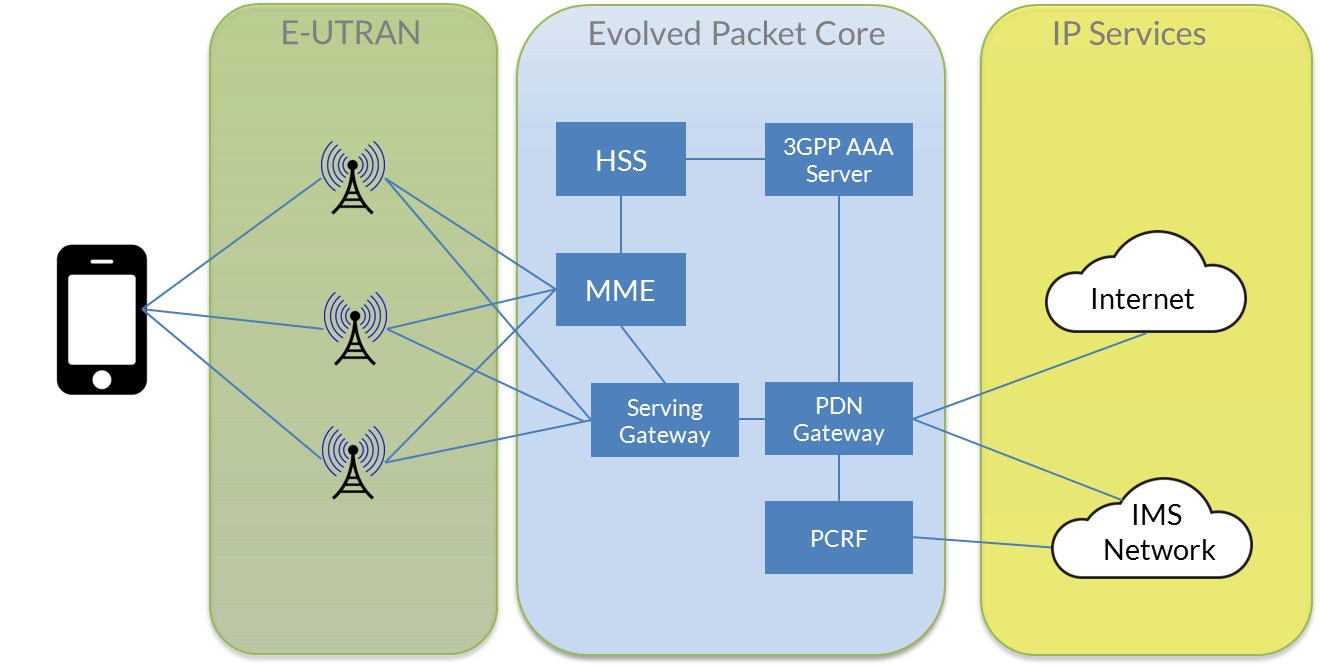 E-UTRAN
Evolved Packet Core
IP Services
HSS
3GPP AAA
Server
MME
Internet
Serving
Gateway
PDN
Gateway
IMS
Network
PCRF